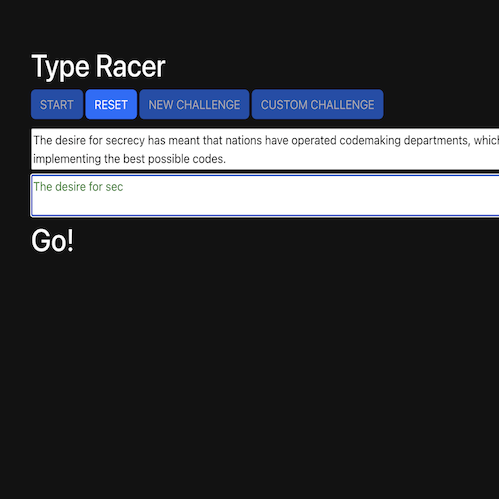 Type Racer
START RESET NEW CHALLENGE CUSTOM CHALLENGE
The desire for secrecy has meant that nations have operated codemaking departments, which
implementing the best possible codes.
The desire for sec
Go!